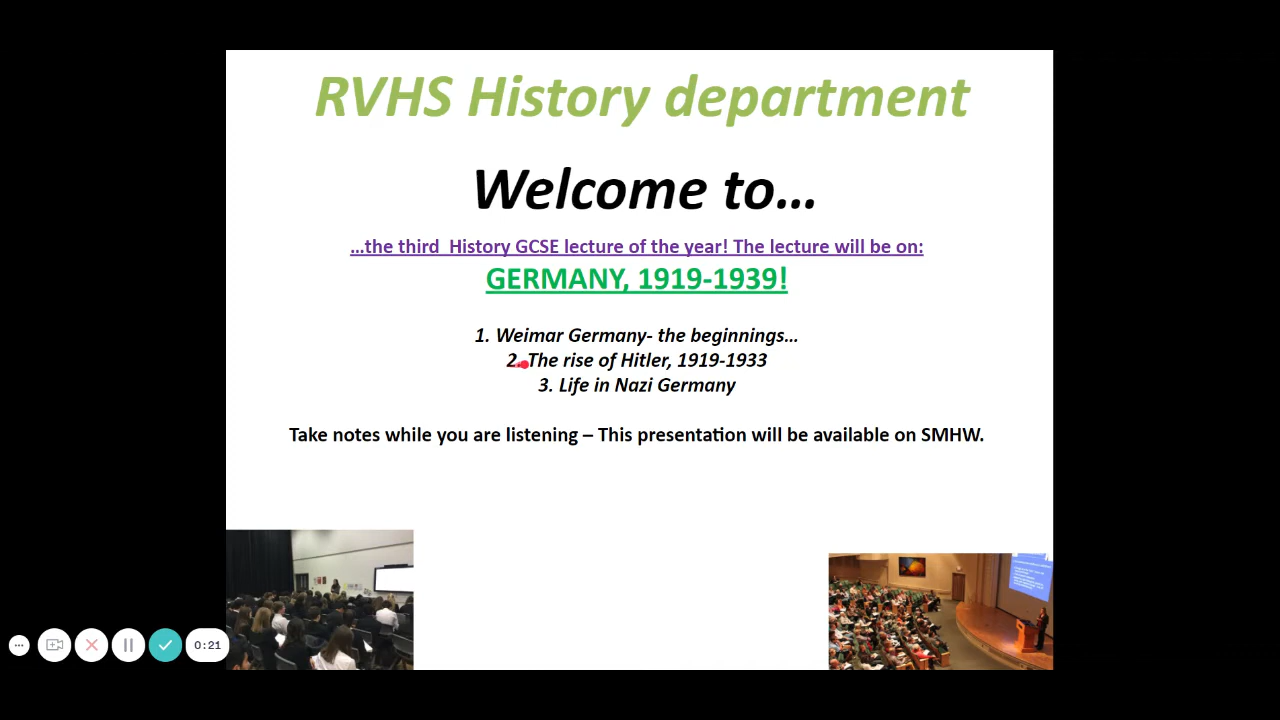 RVHS History department
Welcome to…
…the third  History GCSE lecture of the year! The lecture will be on:
GERMANY, 1919-1939!
1. Weimar Germany- the beginnings…
2. The rise of Hitler, 1919-1933
3. Life in Nazi Germany
Take notes while you are listening – This presentation will be available on SMHW.
0:21